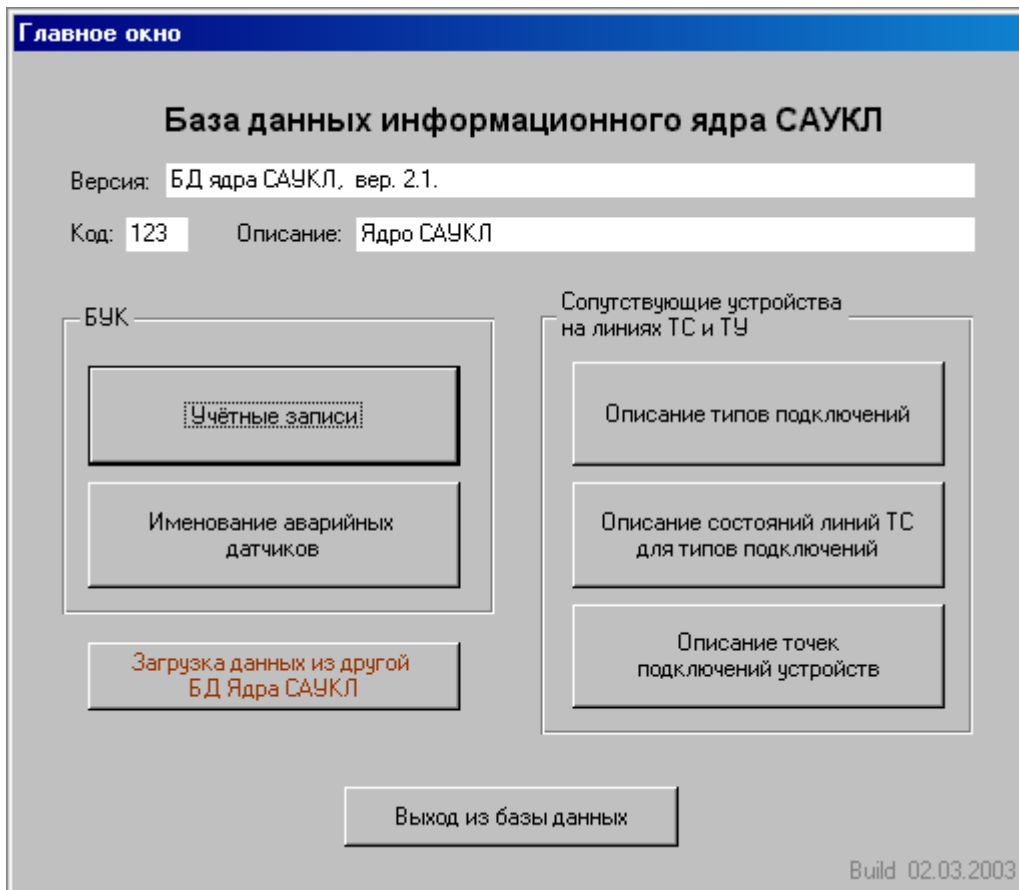 Главное окно
База данных информационного ядра САУКЛ
Версия: БД ядра САУКЛ, вер. 2.1.
Код: 123 Описание: Ядро САУКЛ
БУК
Учётные записи
Именование аварийных
датчиков
Загрузка данных из другой
БД Ядра САУКЛ
Сопутствующие устройства
на линиях ТС и ТУ
Описание типов подключений
Описание состояний линий ТС
для типов подключений
Описание точек
подключений устройств
Выход из базы данных
Build 02.03.2003